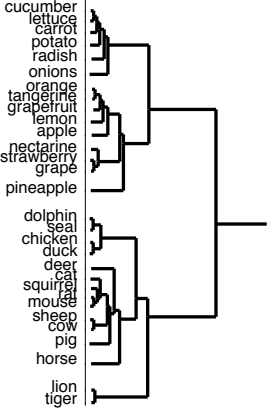 cucumber
lettuce
carrot
potato
radish
onions
orange
tangerine
grapefruit
lemon
apple
nectarine
strawberry
grape
pineapple
dolphin
seal
chicken
duck
deer
cat
squirrel
rat
mouse
sheep
cow
pig
horse
lion
tiger